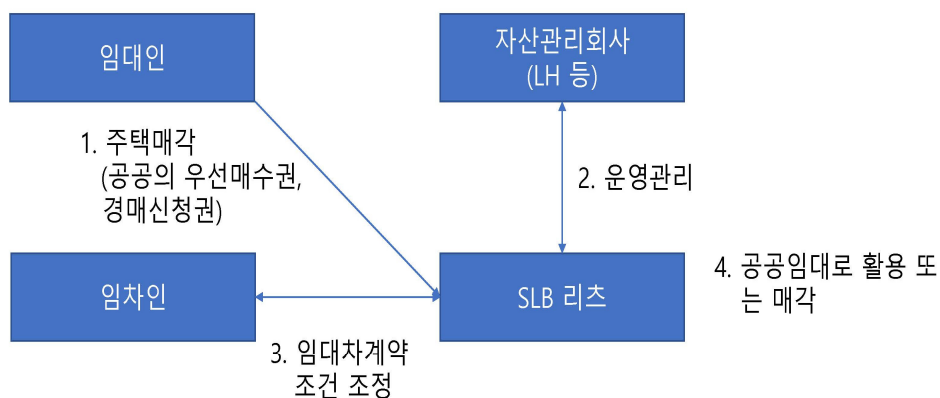 임대인
자산관리회사
(LH 등)
1. 주택매각
(공공의 우선매수권,
경매신청권)
2. 운영관리
임차인
SLB 리츠
4. 공공임대로 활용 또
는 매각
3. 임대차계약
조건 조정